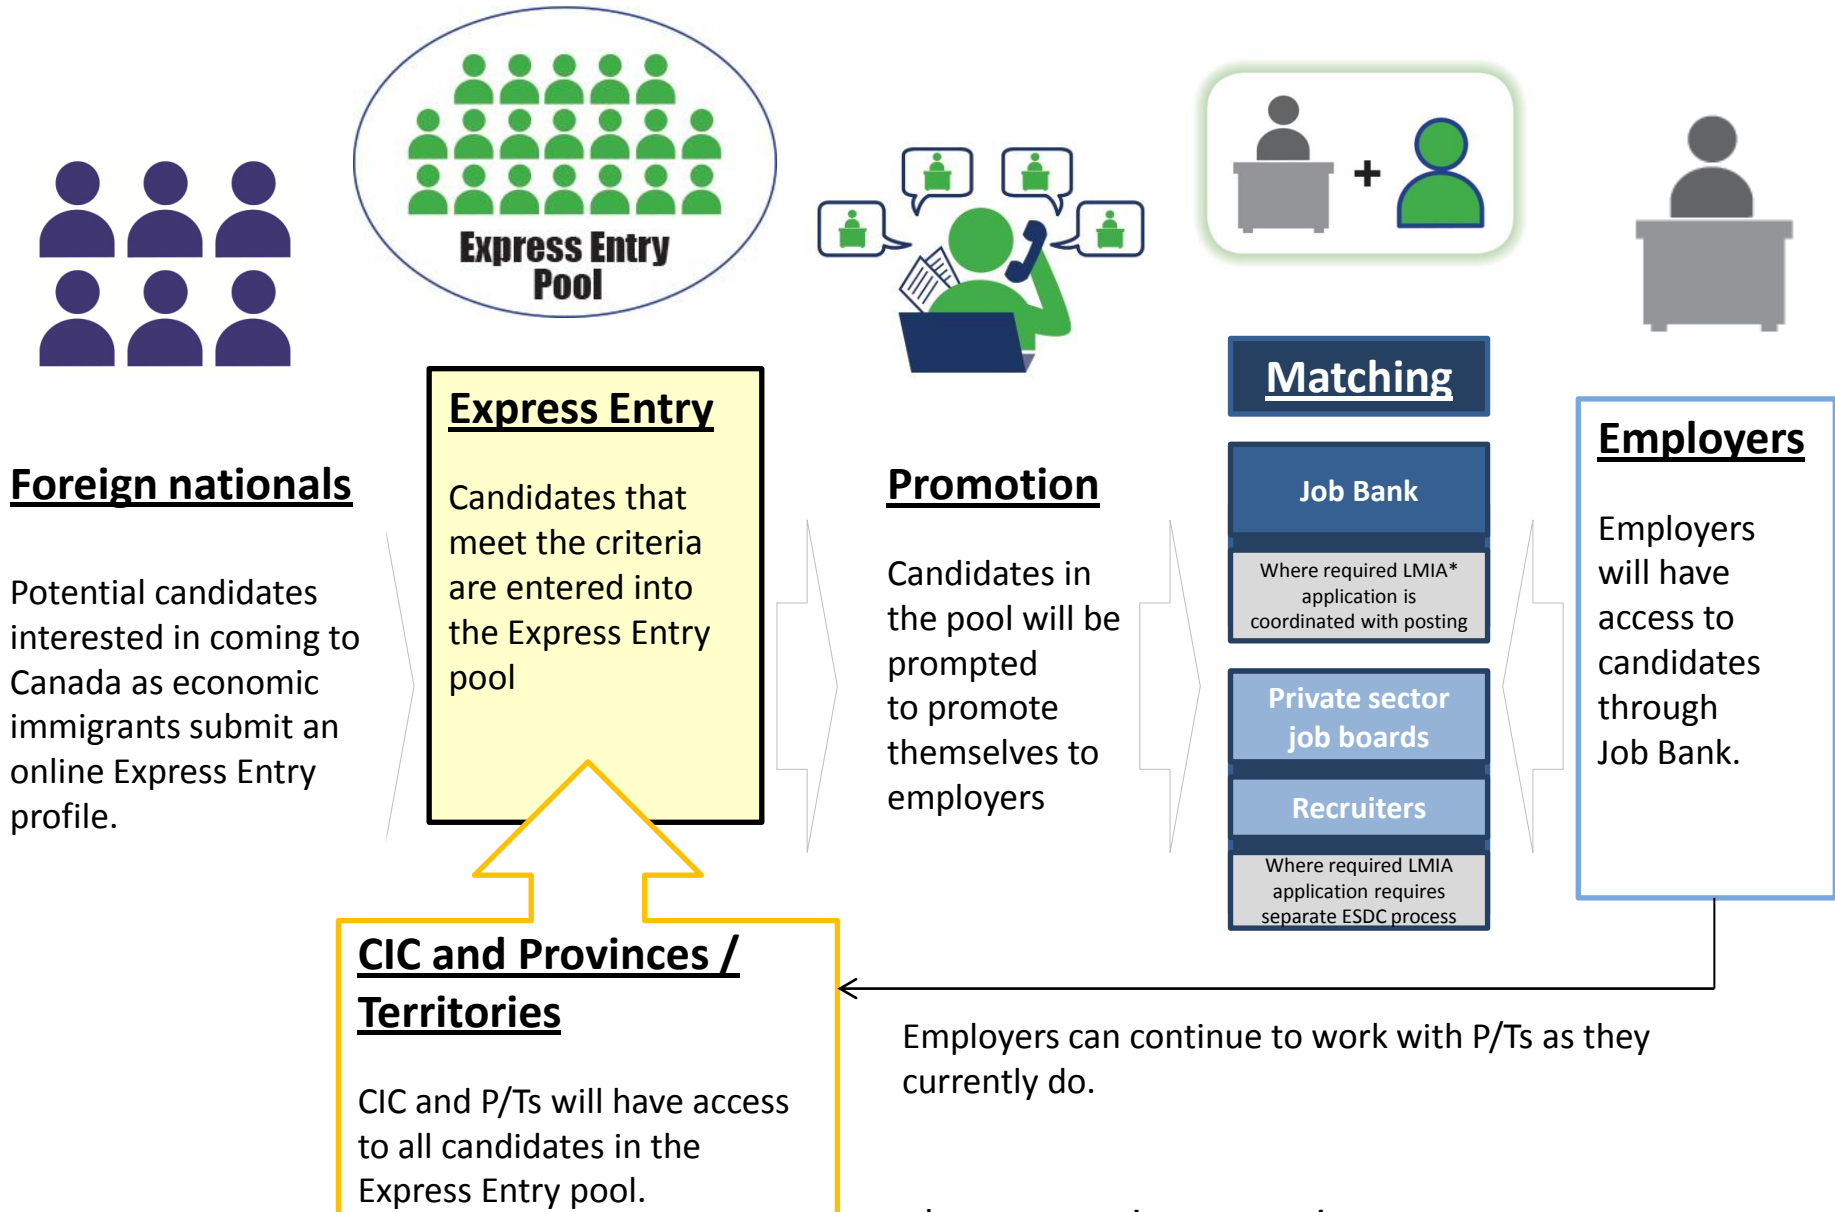 Express Entry
Pool
Foreign nationals
Potential candidates
interested in coming to
Canada as economic
immigrants submit an
online Express Entry
profile.
Express Entry
Candidates that
meet the criteria
are entered into
the Express Entry
pool
Promotion
Candidates in
the pool will be
prompted
to promote
themselves to
employers
+
Matching
Job Bank
Where required LMIA*
application is
coordinated with posting
Private sector
job boards
Recruiters
Where required LMIA
application requires
separate ESDC process
Employers
Employers
will have
access to
candidates
through
Job Bank.
CIC and Provinces /
Territories
CIC and P/Ts will have access
to all candidates in the
Express Entry pool.
Employers can continue to work with P/Ts as they
currently do.